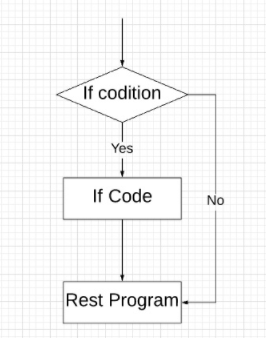 If codition
Yes
If Code
No
Rest Program